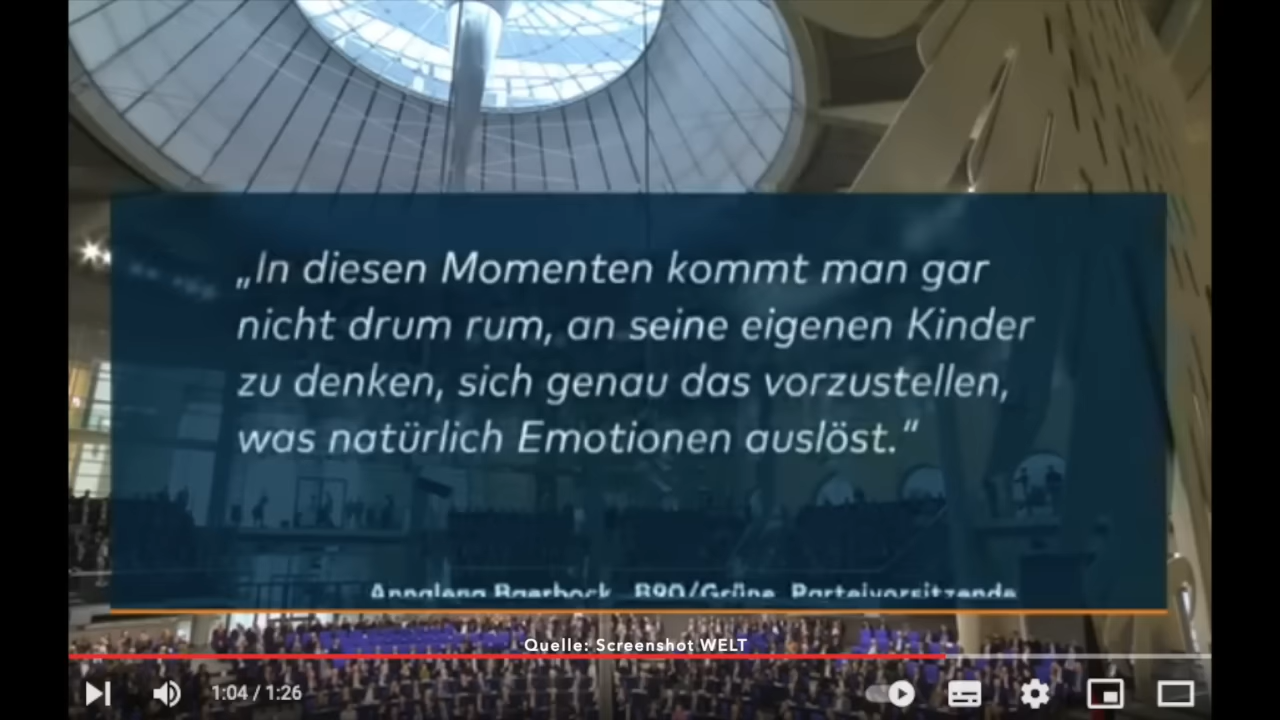 „In diesen Momenten kommt man gar
nicht drum rum, an seine eigenen Kinder
zu denken, sich genau das vorzustellen,
was natürlich Emotionen auslöst.“
Annalena Baerbock, B90/Grüne, Parteivorsitzende
Quelle: Screenshot WELT
1:04 / 1:26